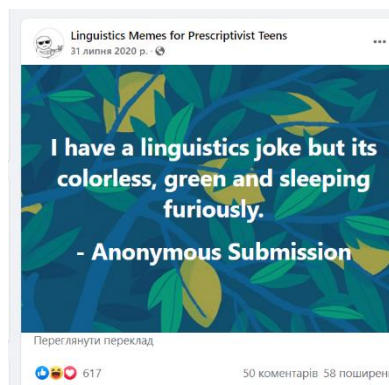 Linguistics Memes for Prescriptivist Teens
31 липня 2020 р. ·
I have a linguistics joke but its
colorless, green and sleeping
furiously.
- Anonymous Submission
Переглянути переклад
617
50 коментарів 58 поширен